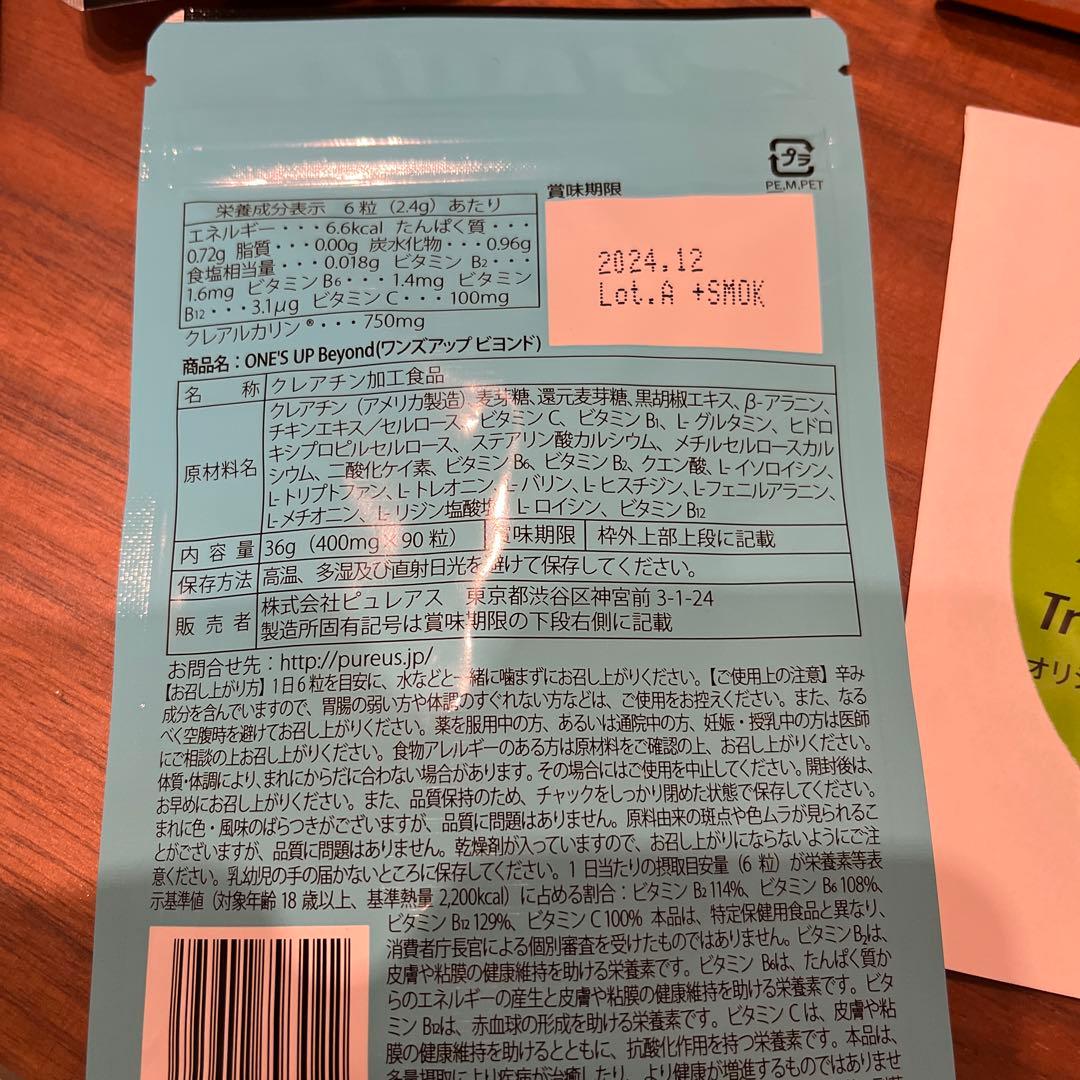 プラ
PE,M,PET
賞味期限
2024.12
Lot.A +SMOK
栄養成分表示 6粒(2.4g)あたり
エネルギー・・・6.6kcal たんぱく質・・・
0.72g 脂質・・・0.00g 炭水化物・・・0.96g
食塩相当量・・・0.018g ビタミン B2・・・
1.6mg ビタミン B6・・・1.4mg ビタミン
B12・・・3.1μg ビタミン C・・・100mg
クレアルカリン®・・・750mg
商品名:ONE'S UP Beyond(ワンズアップ ビヨンド)
名 称 クレアチン加工食品
原材料名 クレアチン(アメリカ製造)、麦芽糖、還元麦芽糖、黒胡椒エキス、β-アラニン、
チキンエキス/セルロース、ビタミン C、ビタミン B1、L-グルタミン、ヒドロ
キシプロピルセルロース、ステアリン酸カルシウム、メチルセルロースカル
シウム、二酸化ケイ素、ビタミン B6、ビタミン B2、クエン酸、L-イソロイシン、
L-トリプトファン、L-トレオニン、L-バリン、L-ヒスチジン、L-フェニルアラニン、
L-メチオニン、L-リジン塩酸塩、L-ロイシン、ビタミン B12
内容量 36g(400mg×90粒) 賞味期限 枠外上部上段に記載
保存方法 高温、多湿及び直射日光を避けて保存してください。
販売者 株式会社ピュレアス 東京都渋谷区神宮前 3-1-24
製造所固有記号は賞味期限の下段右側に記載
お問合せ先:http://pureus.jp/
【お召し上がり方】1日6粒を目安に、水などと一緒に噛まずにお召し上がりください。【ご使用上の注意】辛み
成分を含んでいますので、胃腸の弱い方や体調のすぐれない方などは、ご使用をお控えください。また、なる
べく空腹時を避けてお召し上がりください。薬を服用中の方、あるいは通院中の方、妊娠・授乳中の方は医師
にご相談の上お召し上がりください。食物アレルギーのある方は原材料をご確認の上、お召し上がりください。
体質・体調により、まれにからだに合わない場合があります。その場合にはご使用を中止してください。開封後は、
お早めにお召し上がりください。また、品質保持のため、チャックをしっかり閉めた状態で保存してください。
まれに色・風味のばらつきがございますが、品質に問題はありません。原料由来の斑点や色ムラが見られるこ
とがございますが、品質に問題はありません。乾燥剤が入っていますので、お召し上がりにならないようにご注
意ください。乳幼児の手の届かないところに保存してください。1日当たりの摂取目安量(6粒)が栄養素等表
示基準値(対象年齢18歳以上、基準熱量 2,200kcal)に占める割合:ビタミン B2 114%、ビタミン B6 108%、
ビタミン B12 129%、ビタミン C 100% 本品は、特定保健用食品と異なり、
消費者庁長官による個別審査を受けたものではありません。ビタミン B2は、
皮膚や粘膜の健康維持を助ける栄養素です。ビタミン B6は、たんぱく質か
らのエネルギーの産生と皮膚や粘膜の健康維持を助ける栄養素です。ビタ
ミン B12は、赤血球の形成を助ける栄養素です。ビタミン C は、皮膚や粘
膜の健康維持を助けるとともに、抗酸化作用を持つ栄養素です。本品は、
多量摂取により疾病が治癒したり、より健康が増進するものではありませ
Tr
オリジ